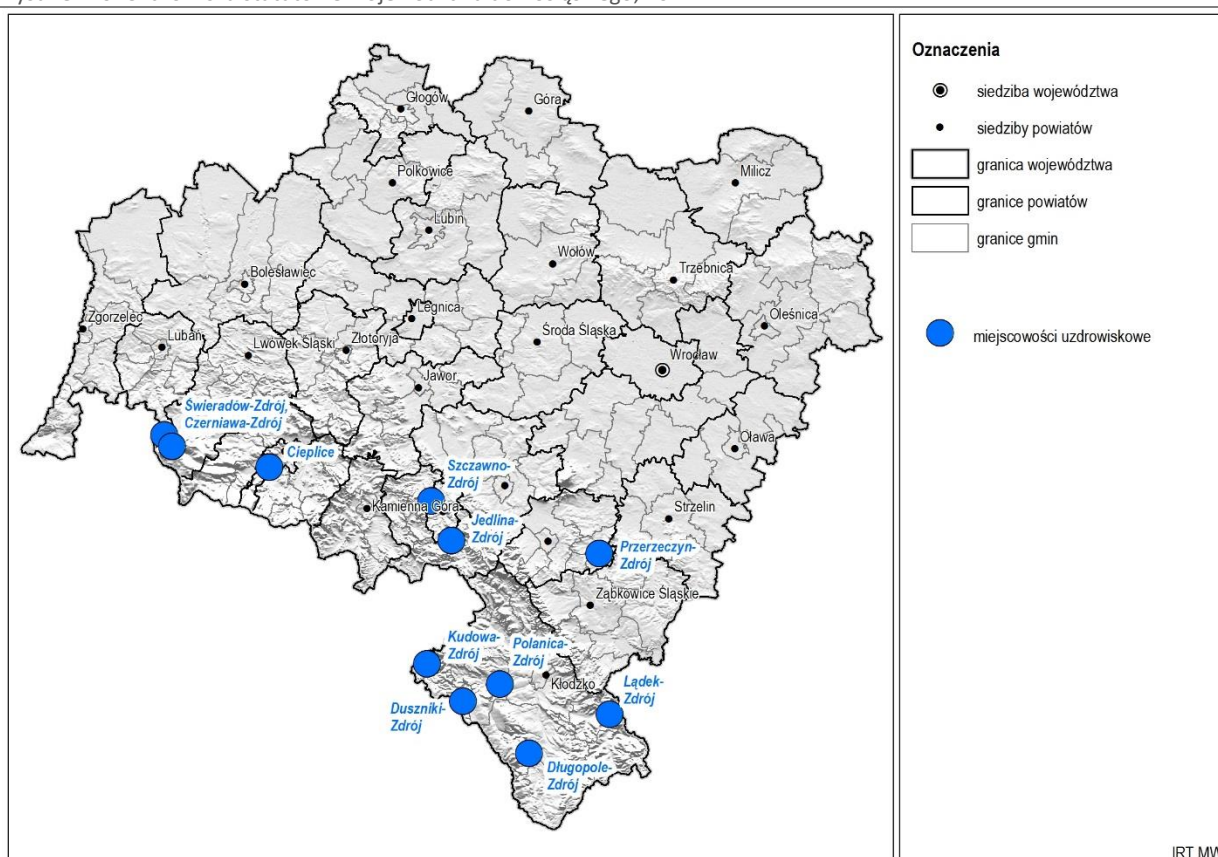 Głogów
Góra
Polkowice
Milicz
Lubin
Wołów
Trzebnica
Bolesławiec
Legnica
Oleśnica
Zgorzelec
Lubań
Lwówek Śląski
Złotoryja
Środa Śląska
Wrocław
Jawor
Świeradów-Zdrój,
Czerniawa-Zdrój
Cieplice
Oława
Szczawno-
Zdrój
Kamienna Góra
Strzelin
Jedlina-
Zdrój
Przerzeczyn-
Zdrój
Ząbkowice Śląskie
Kudowa-
Zdrój
Polanica-
Zdrój
Kłodzko
Lądek-
Zdrój
Duszniki-
Zdrój
Długopole-
Zdrój
Oznaczenia
siedziba województwa
siedziby powiatów
granica województwa
granice powiatów
granice gmin
miejscowości uzdrowiskowe
IRT MW